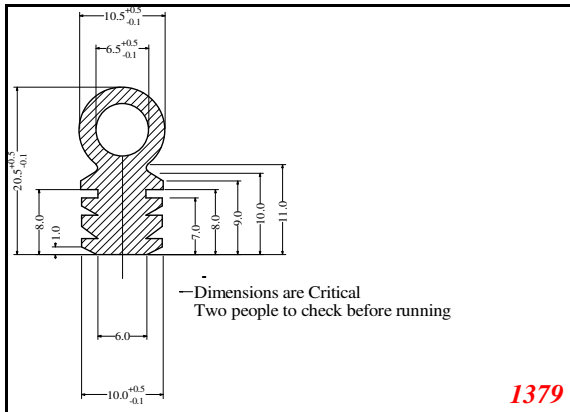 10.5 +0.5 -0.1
6.5 +0.5 -0.1
20.5 +0.5 -0.1
8.0
1.0
7.0
8.0
9.0
10.0
11.0
Dimensions are Critical
Two people to check before running
6.0
10.0 +0.5 -0.1
1379